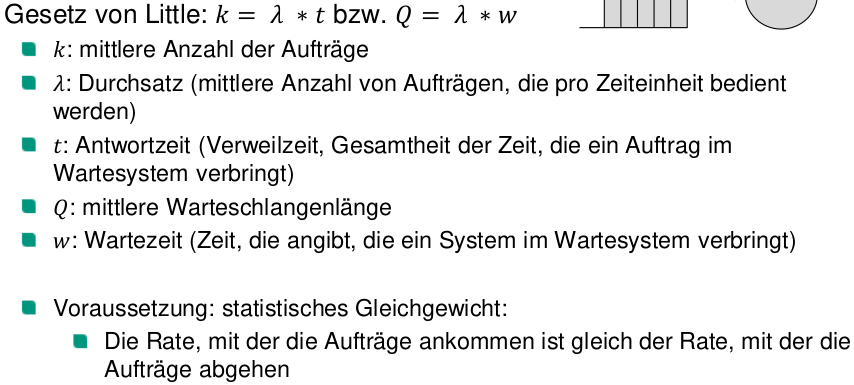 Gesetz von Little: k = λ * t bzw. Q = λ * w
k: mittlere Anzahl der Aufträge
λ: Durchsatz (mittlere Anzahl von Aufträgen, die pro Zeiteinheit bedient
werden)
t: Antwortzeit (Verweilzeit, Gesamtheit der Zeit, die ein Auftrag im
Wartesystem verbringt)
Q: mittlere Warteschlangenlänge
w: Wartezeit (Zeit, die angibt, die ein System im Wartesystem verbringt)
Voraussetzung: statistisches Gleichgewicht:
Die Rate, mit der die Aufträge ankommen ist gleich der Rate, mit der die
Aufträge abgehen